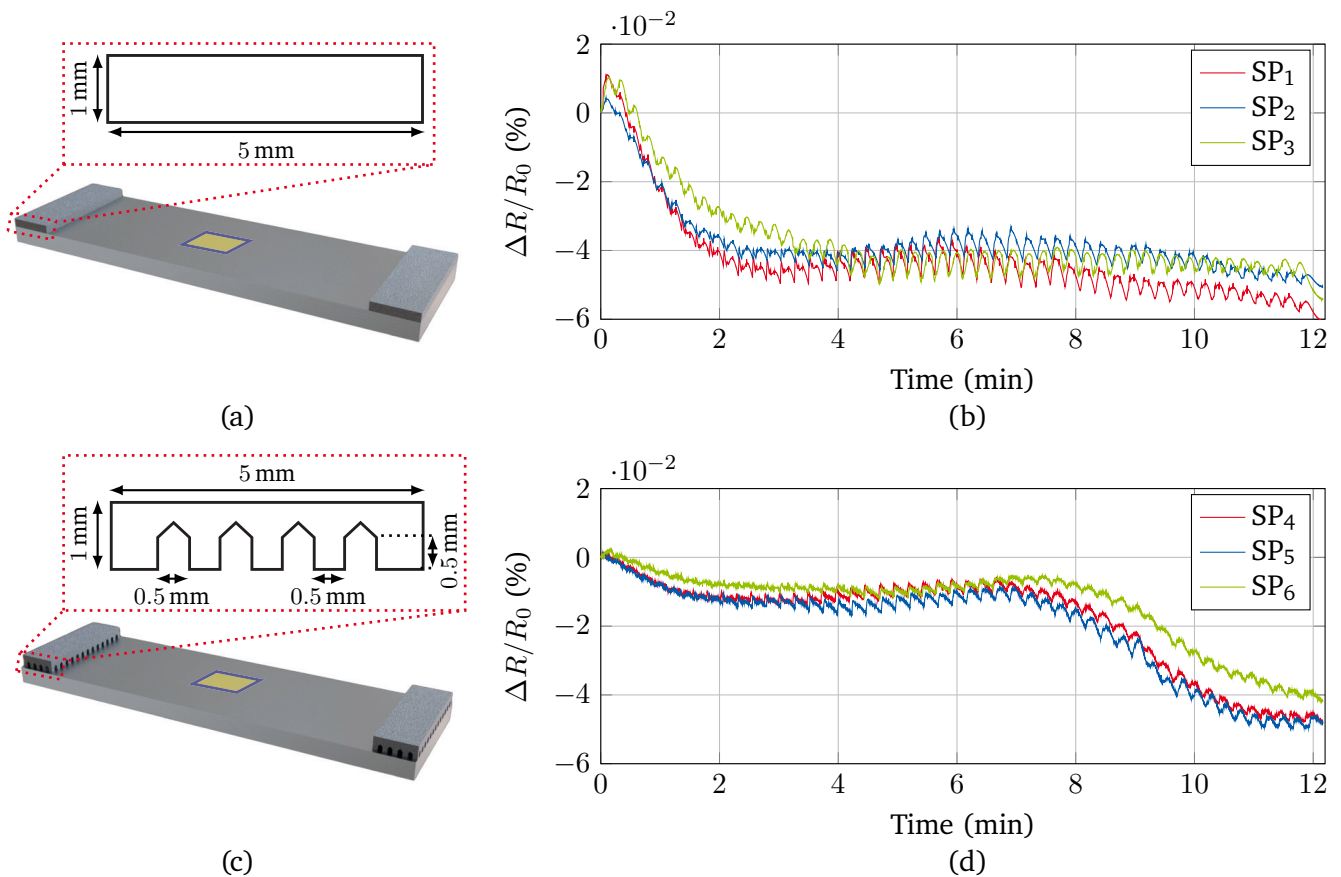 1 mm
5 mm
(a)
·10⁻²
2
0
−2
−4
−6
ΔR/R₀ (%)
0 2 4 6 8 10 12
Time (min)
SP₁
SP₂
SP₃
(b)
5 mm
1 mm
0.5 mm
0.5 mm
0.5 mm
(c)
·10⁻²
2
0
−2
−4
−6
ΔR/R₀ (%)
0 2 4 6 8 10 12
Time (min)
SP₄
SP₅
SP₆
(d)